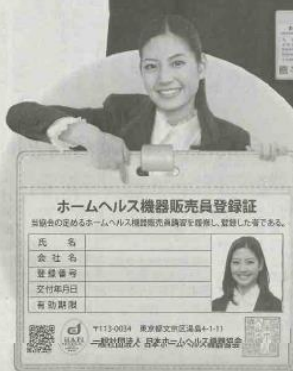 ホームヘルス機器販売員登録証
当協会の定めるホームヘルス機器販売員講習を履修し、登録した者である。
氏 名
会 社 名
登録番号
交付年月日
有効期限
〒113-0034 東京都文京区湯島4-1-11
一般社団法人 日本ホームヘルス機器協会